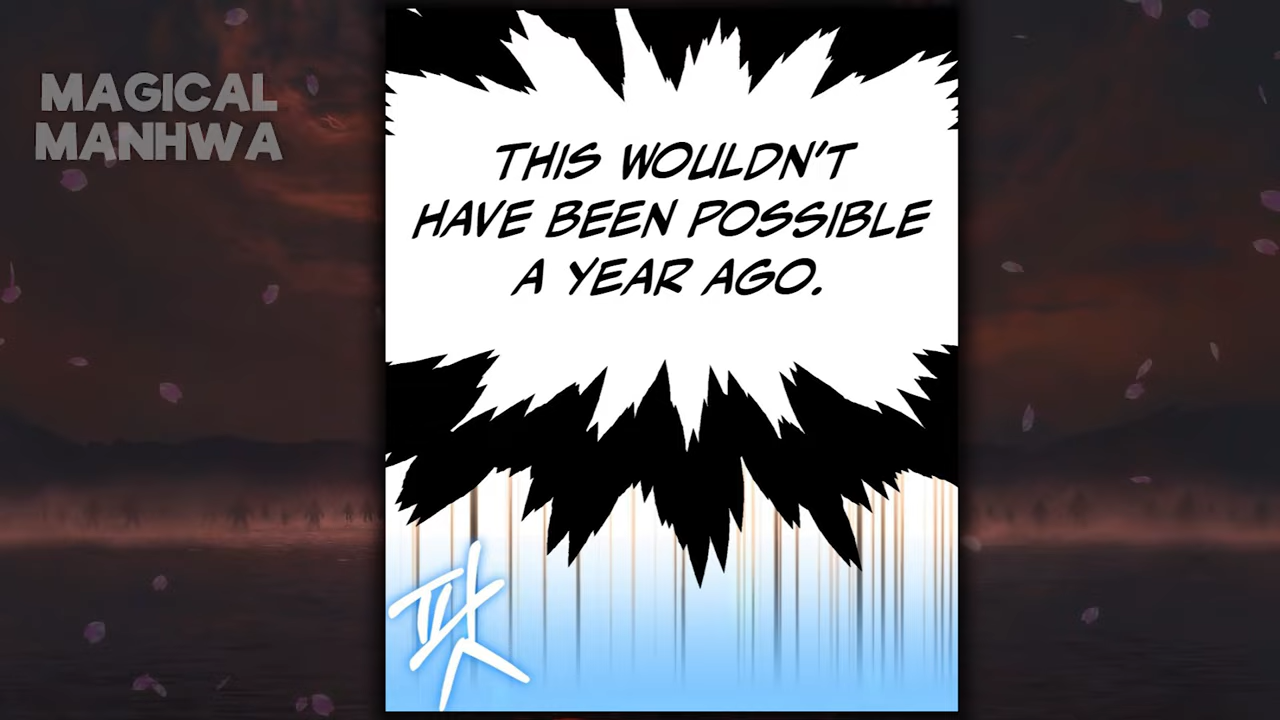 MAGICAL
MANHWA
THIS WOULDN'T
HAVE BEEN POSSIBLE
A YEAR AGO.
팟